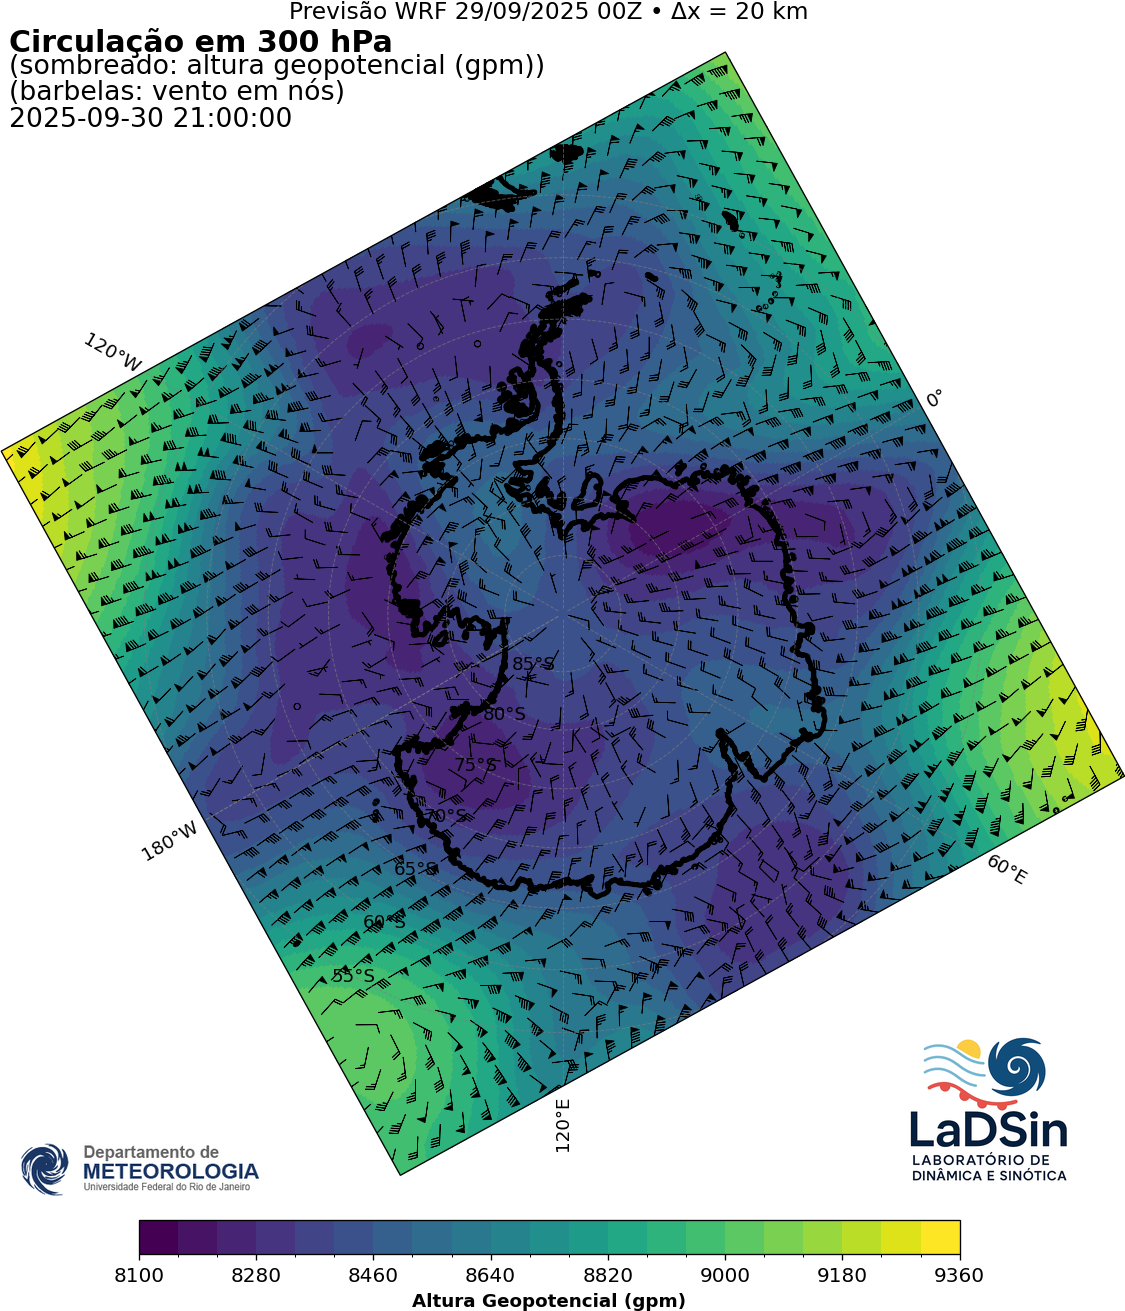 Previsão WRF 29/09/2025 00Z • Δx = 20 km
Circulação em 300 hPa
(sombreado: altura geopotencial (gpm))
(barbelas: vento em nós)
2025-09-30 21:00:00
120°W
0°
85°S
80°S
75°S
70°S
180°W
65°S
60°E
60°S
55°S
120°E
LaDSin
LABORATÓRIO DE
DINÂMICA E SINÓTICA
Departamento de
METEOROLOGIA
Universidade Federal do Rio de Janeiro
8100 8280 8460 8640 8820 9000 9180 9360
Altura Geopotencial (gpm)